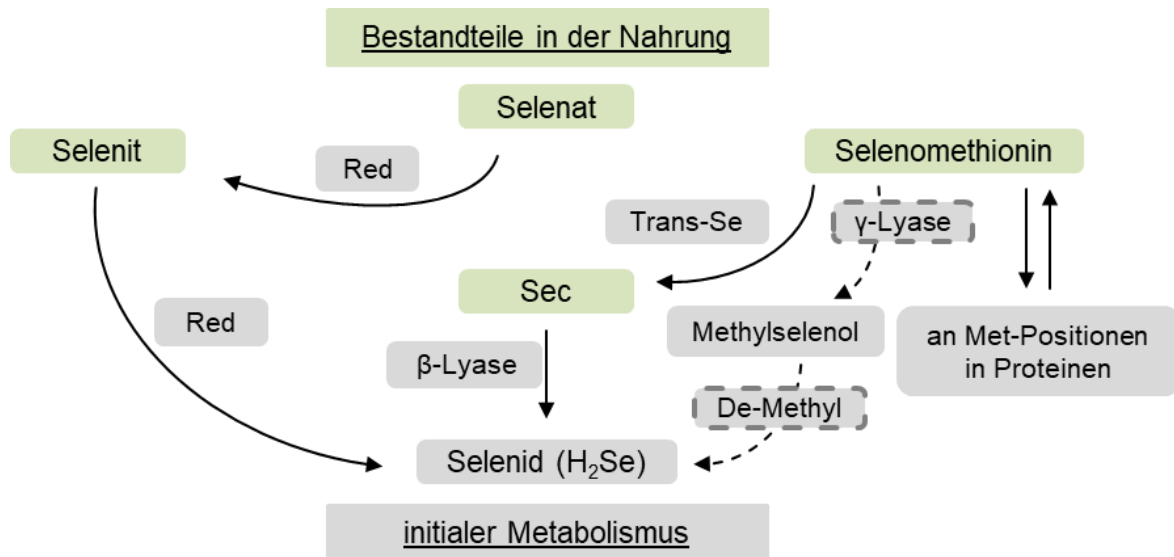 Bestandteile in der Nahrung
Selenat
Selenit
Selenomethionin
Red
Trans-Se
γ-Lyase
Sec
Red
Methylselenol
an Met-Positionen
in Proteinen
β-Lyase
De-Methyl
Selenid (H₂Se)
initialer Metabolismus